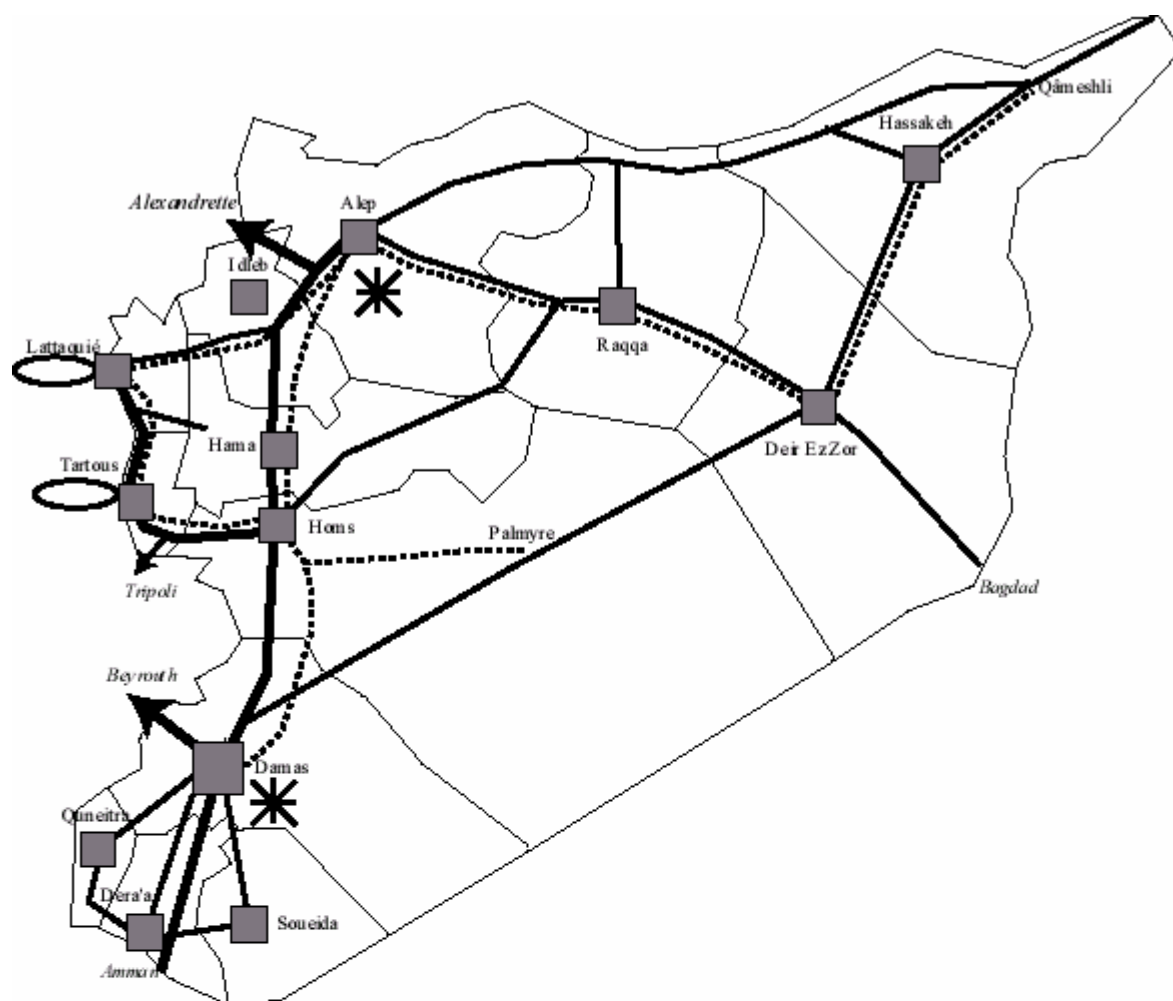 Qâmeshli
Hassakeh
Alexandrette
Alep
Idleb
Lattaquié
Raqqa
Hama
Deir EzZor
Tartous
Homs
Palmyre
Tripoli
Bagdad
Beyrouth
Damas
Quneitra
Dera'a
Soueida
Amman